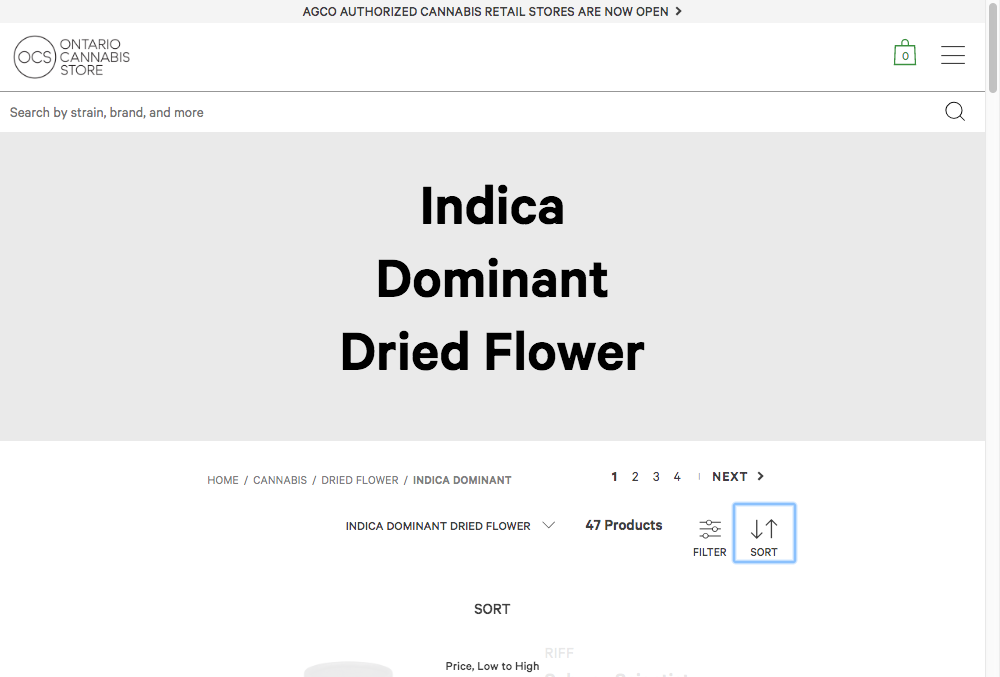 AGCO AUTHORIZED CANNABIS RETAIL STORES ARE NOW OPEN
OCS
ONTARIO
CANNABIS
STORE
0
Search by strain, brand, and more
Indica
Dominant
Dried Flower
HOME / CANNABIS / DRIED FLOWER / INDICA DOMINANT
1 2 3 4 | NEXT
INDICA DOMINANT DRIED FLOWER
47 Products
FILTER
SORT
SORT
RIFF
Price, Low to High